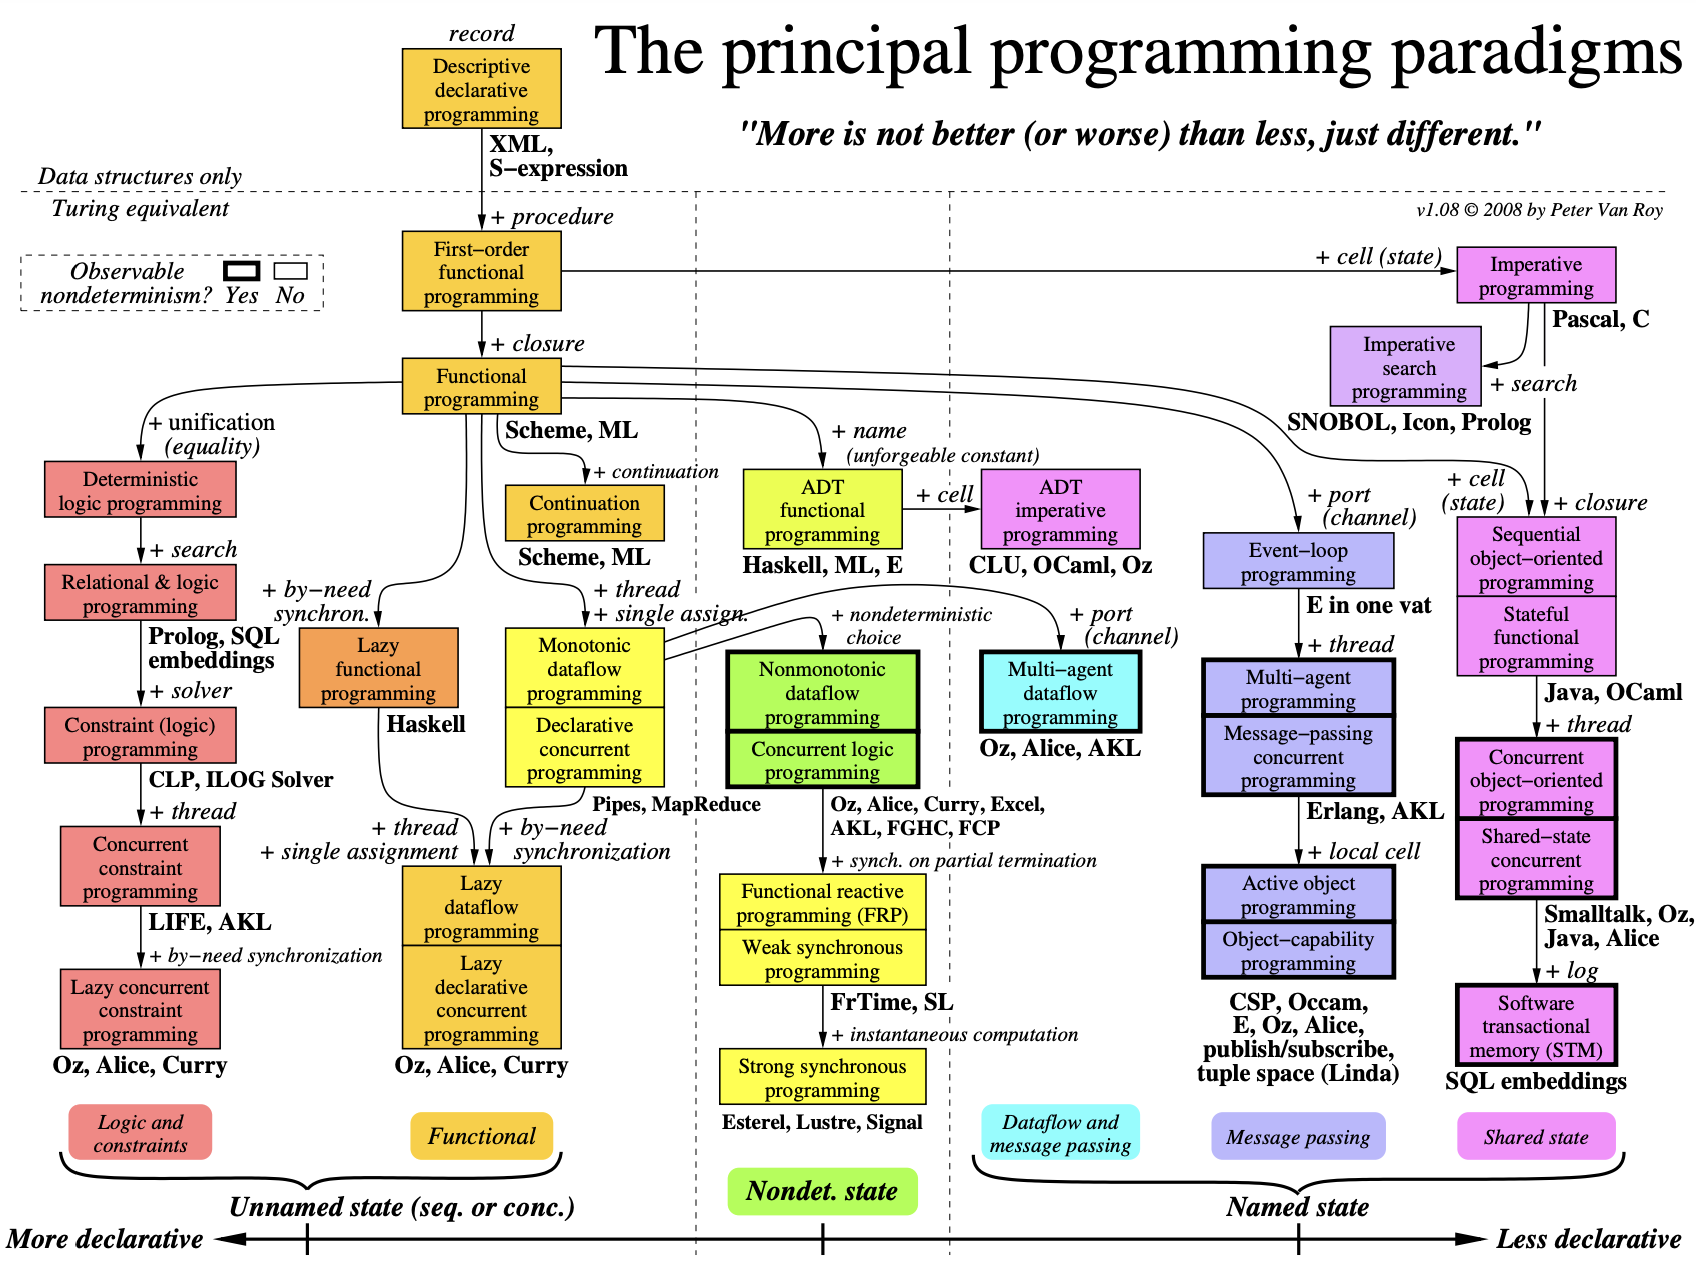 The principal programming paradigms
"More is not better (or worse) than less, just different."
v1.08 © 2008 by Peter Van Roy
record
Descriptive
declarative
programming
XML,
S−expression
Data structures only
Turing equivalent
Observable
nondeterminism? Yes No
+ procedure
First−order
functional
programming
+ cell (state)
Imperative
programming
Pascal, C
Imperative
search
programming
+ search
SNOBOL, Icon, Prolog
+ closure
Functional
programming
Scheme, ML
+ unification
(equality)
Deterministic
logic programming
+ search
Relational & logic
programming
Prolog, SQL
embeddings
+ solver
Constraint (logic)
programming
CLP, ILOG Solver
+ thread
Concurrent
constraint
programming
LIFE, AKL
+ by−need synchronization
Lazy concurrent
constraint
programming
Oz, Alice, Curry
+ continuation
Continuation
programming
Scheme, ML
+ by−need
synchron.
Lazy
functional
programming
Haskell
+ thread
+ single assign.
Monotonic
dataflow
programming
Declarative
concurrent
programming
Pipes, MapReduce
+ thread
+ single assignment
+ by−need
synchronization
Lazy
dataflow
programming
Lazy
declarative
concurrent
programming
Oz, Alice, Curry
+ name
(unforgeable constant)
ADT
functional
programming
Haskell, ML, E
+ cell
ADT
imperative
programming
CLU, OCaml, Oz
+ nondeterministic
choice
Nonmonotonic
dataflow
programming
Concurrent logic
programming
Oz, Alice, Curry, Excel,
AKL, FGHC, FCP
+ synch. on partial termination
Functional reactive
programming (FRP)
Weak synchronous
programming
FrTime, SL
+ instantaneous computation
Strong synchronous
programming
Esterel, Lustre, Signal
+ port
(channel)
Multi−agent
dataflow
programming
Oz, Alice, AKL
+ port
(channel)
Event−loop
programming
E in one vat
+ thread
Multi−agent
programming
Message−passing
concurrent
programming
Erlang, AKL
+ local cell
Active object
programming
Object−capability
programming
CSP, Occam,
E, Oz, Alice,
publish/subscribe,
tuple space (Linda)
+ cell
(state)
+ closure
Sequential
object−oriented
programming
Stateful
functional
programming
Java, OCaml
+ thread
Concurrent
object−oriented
programming
Shared−state
concurrent
programming
Smalltalk, Oz,
Java, Alice
+ log
Software
transactional
memory (STM)
SQL embeddings
Logic and
constraints
Functional
Dataflow and
message passing
Message passing
Shared state
Unnamed state (seq. or conc.)
Nondet. state
Named state
More declarative
Less declarative